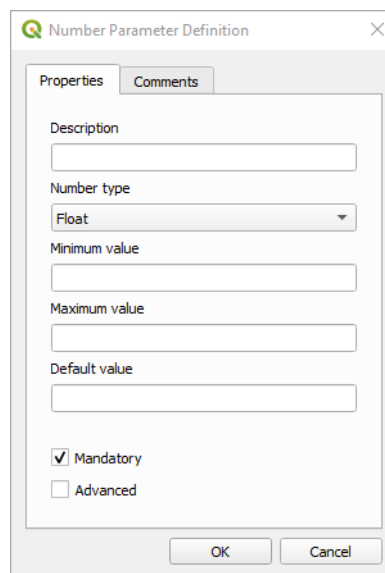 Number Parameter Definition
Properties
Comments
Description
Number type
Float
Minimum value
Maximum value
Default value
Mandatory
Advanced
OK
Cancel